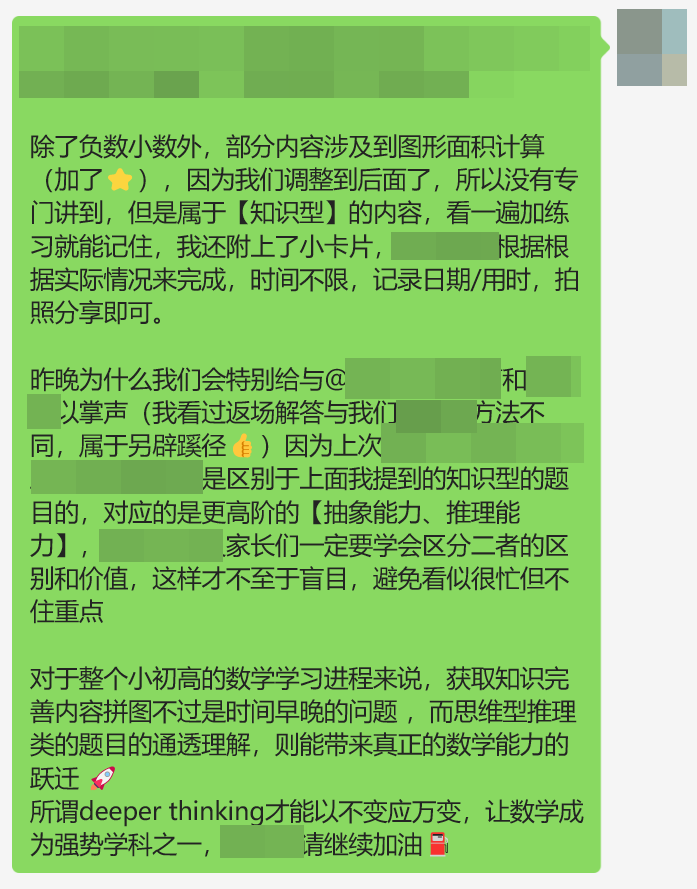 除了负数小数外，部分内容涉及到图形面积计算
（加了⭐），因为我们调整到后面了，所以没有专
门讲到，但是属于【知识型】的内容，看一遍加练
习就能记住，我还附上了小卡片，根据根
据实际情况来完成，时间不限，记录日期/用时，拍
照分享即可。
昨晚为什么我们会特别给与@和
以掌声（我看过返场解答与我们方法不
同，属于另辟蹊径👍）因为上次
是区别于上面我提到的知识型的题
目的，对应的是更高阶的【抽象能力、推理能
力】，家长们一定要学会区分二者的区
别和价值，这样才不至于盲目，避免看似很忙但不
住重点
对于整个小初高的数学学习进程来说，获取知识完
善内容拼图不过是时间早晚的问题 ，而思维型推理
类的题目的通透理解，则能带来真正的数学能力的
跃迁 🚀
所谓deeper thinking才能以不变应万变，让数学成
为强势学科之一，请继续加油⛽